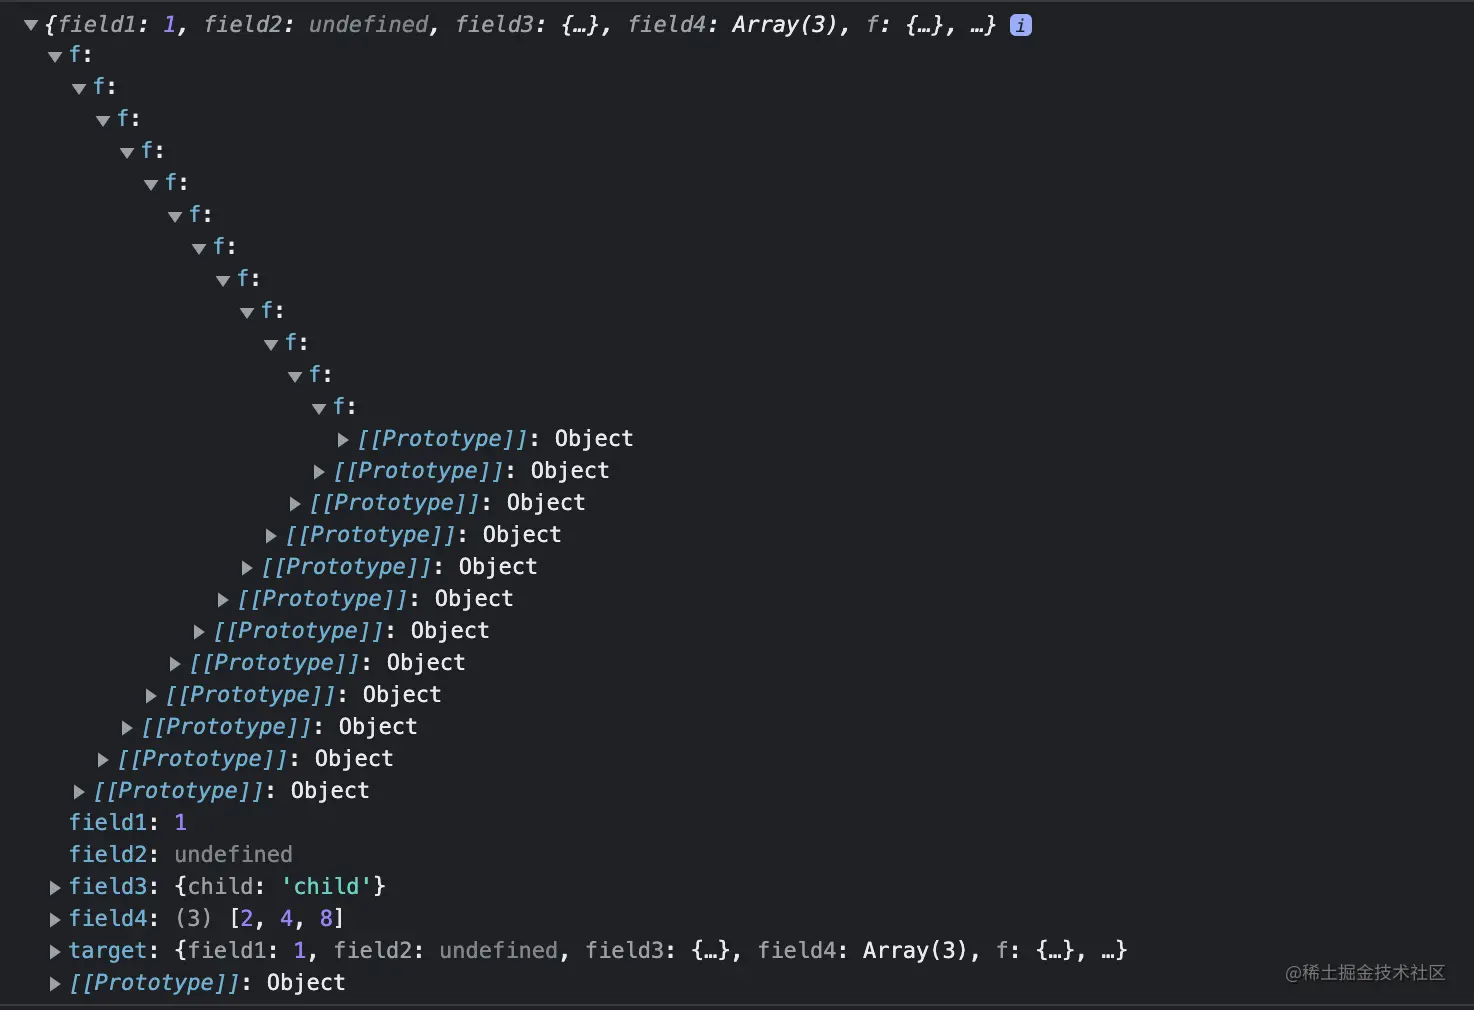 {field1: 1, field2: undefined, field3: {…}, field4: Array(3), f: {…}, …} i
f:
f:
f:
f:
f:
f:
f:
f:
f:
f:
f:
f:
[[Prototype]]: Object
[[Prototype]]: Object
[[Prototype]]: Object
[[Prototype]]: Object
[[Prototype]]: Object
[[Prototype]]: Object
[[Prototype]]: Object
[[Prototype]]: Object
[[Prototype]]: Object
[[Prototype]]: Object
[[Prototype]]: Object
[[Prototype]]: Object
field1: 1
field2: undefined
field3: {child: 'child'}
field4: (3) [2, 4, 8]
target: {field1: 1, field2: undefined, field3: {…}, field4: Array(3), f: {…}, …}
[[Prototype]]: Object
@稀土掘金技术社区